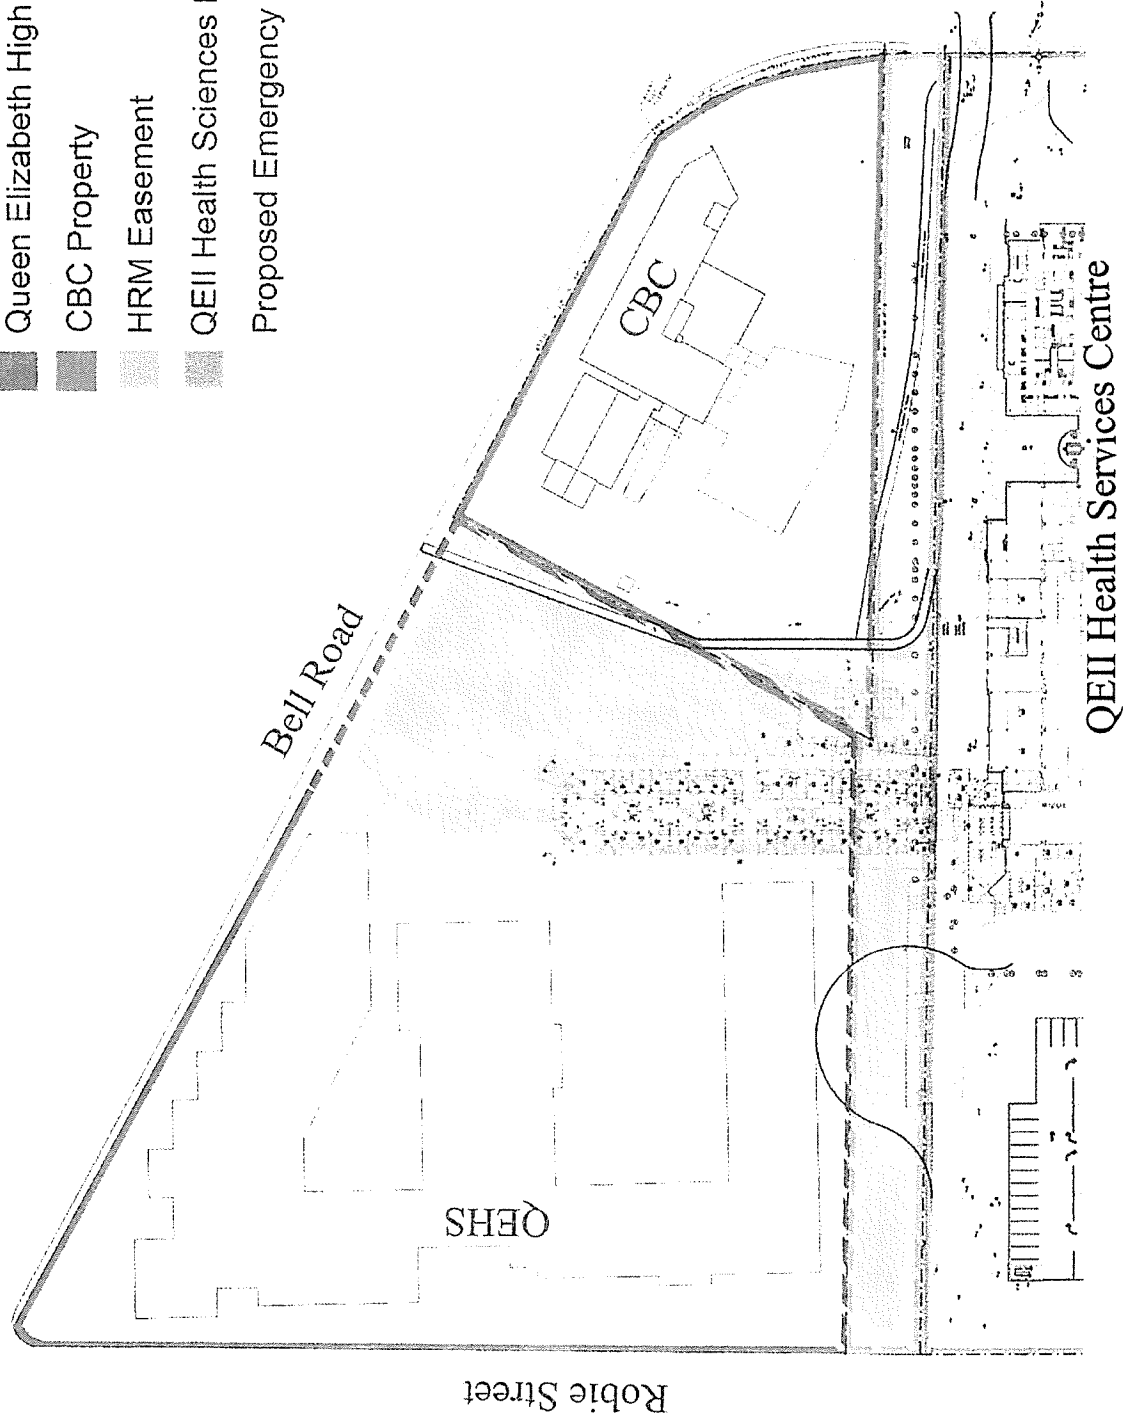 Queen Elizabeth High
CBC Property
HRM Easement
QEII Health Sciences
Proposed Emergency
Bell Road
CBC
QEHS
Robie Street
QEII Health Services Centre